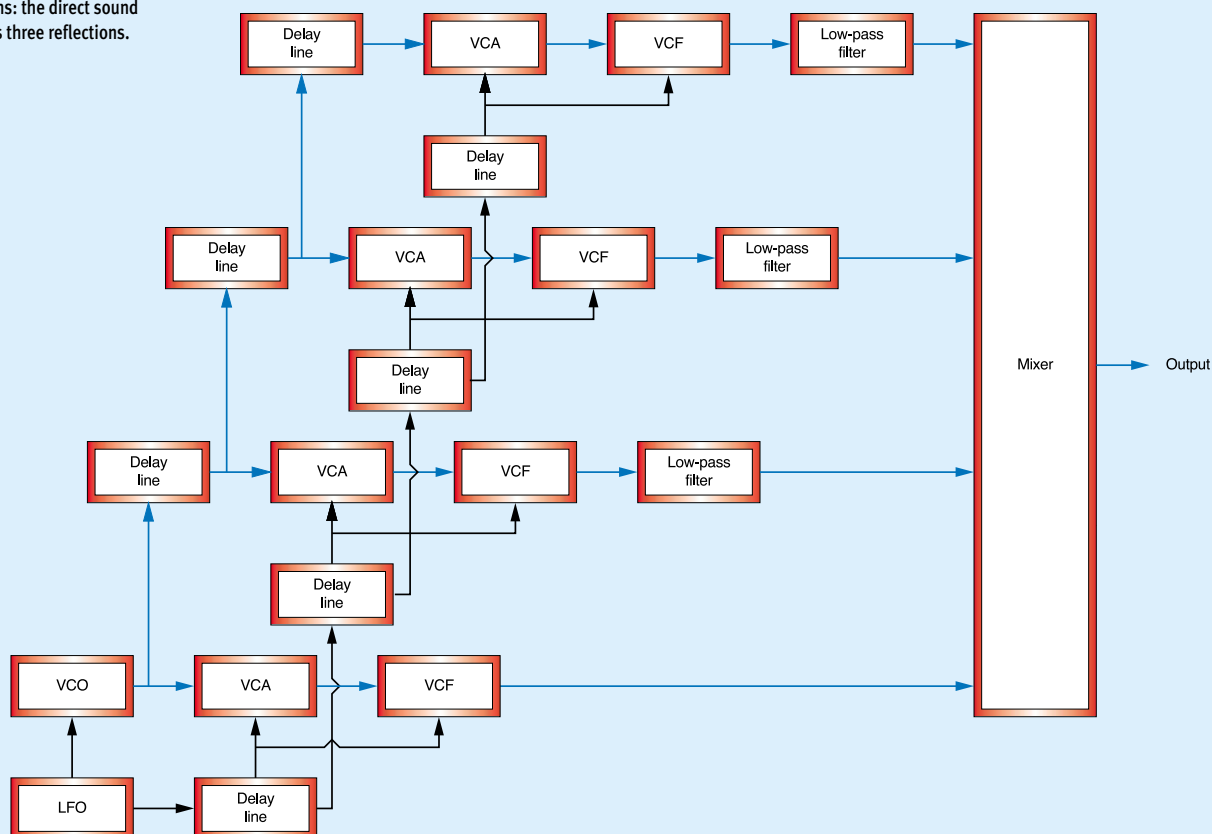 s: the direct sound
s three reflections.
Delay
line
VCA
VCF
Low-pass
filter
Delay
line
Delay
line
VCA
VCF
Low-pass
filter
Delay
line
Mixer
Output
Delay
line
VCA
VCF
Low-pass
filter
Delay
line
VCO
VCA
VCF
LFO
Delay
line